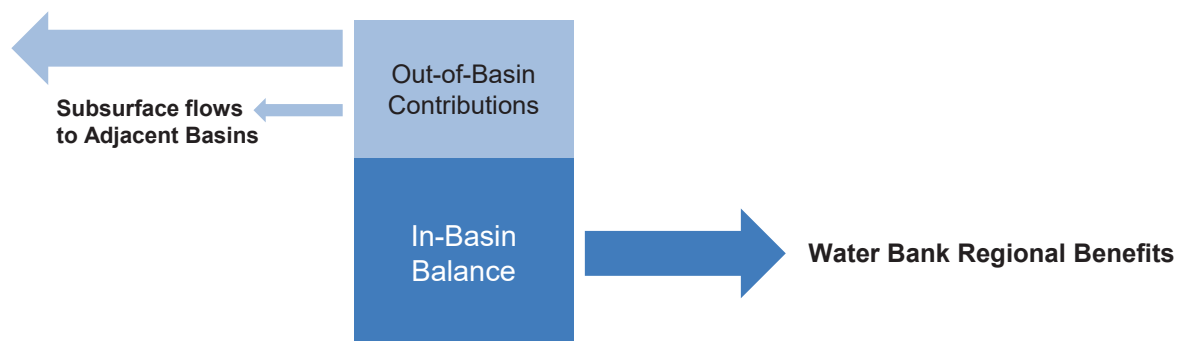 Out-of-Basin
Contributions
Subsurface flows
to Adjacent Basins
In-Basin
Balance
Water Bank Regional Benefits